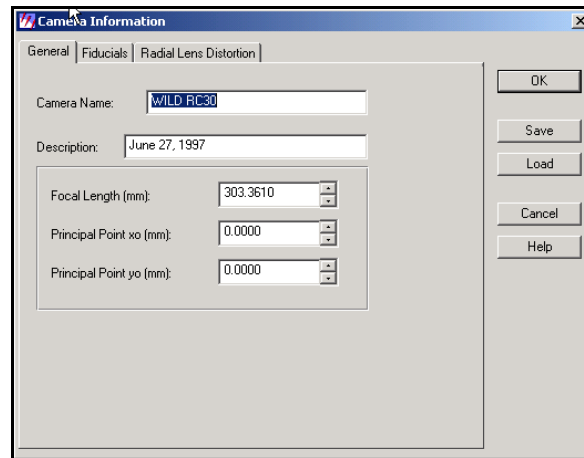 Camera Information
General Fiducials Radial Lens Distortion
Camera Name: WILD RC30
Description: June 27, 1997
Focal Length (mm): 303.3610
Principal Point xo (mm): 0.0000
Principal Point yo (mm): 0.0000
OK
Save
Load
Cancel
Help